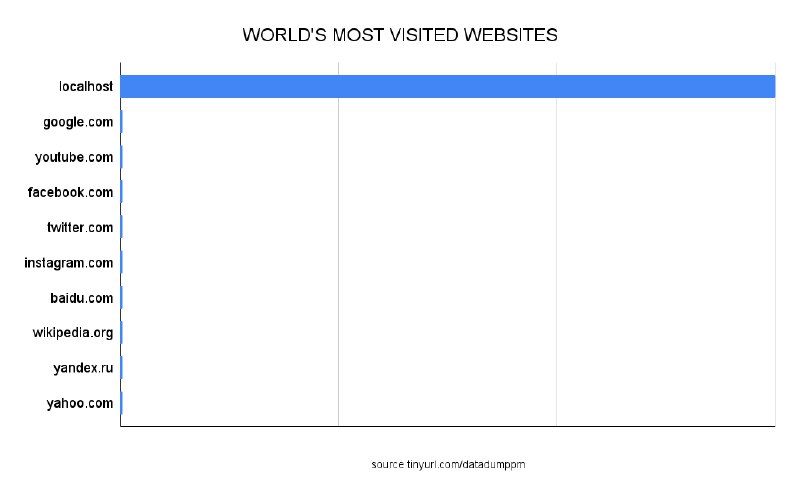 WORLD'S MOST VISITED WEBSITES
localhost
google.com
youtube.com
facebook.com
twitter.com
instagram.com
baidu.com
wikipedia.org
yandex.ru
yahoo.com
source tinyurl.com/datadumppm